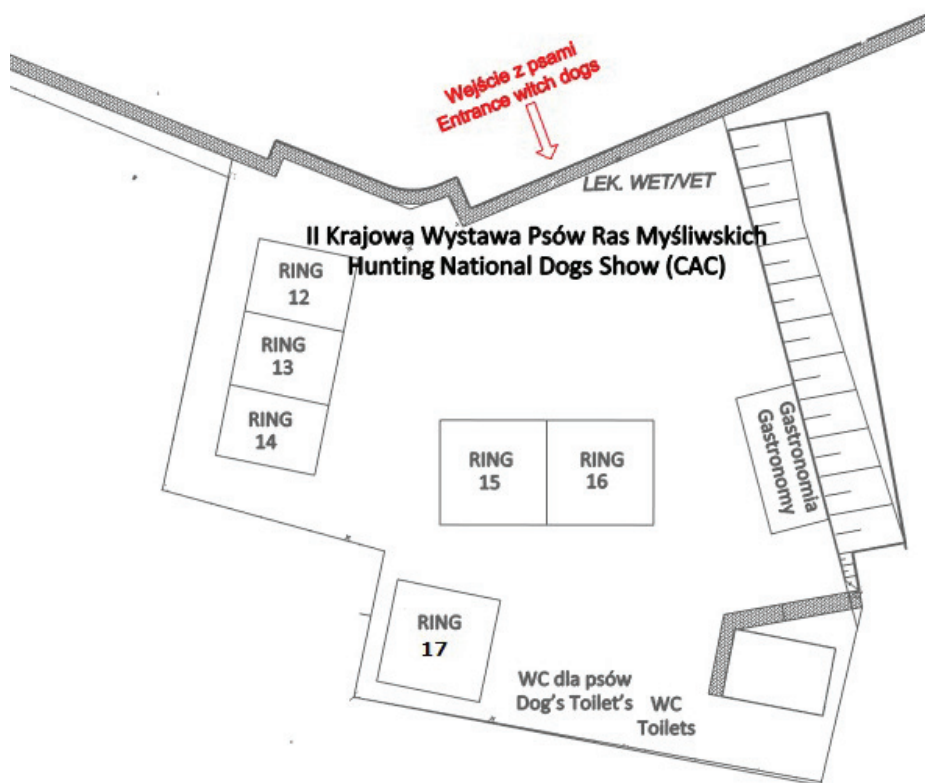 Wejście z psami
Entrance witch dogs
LEK. WET/VET
II Krajowa Wystawa Psów Ras Myśliwskich
Hunting National Dogs Show (CAC)
RING
12
RING
13
RING
14
RING
15
RING
16
Gastronomia
Gastronomy
RING
17
WC dla psów
Dog's Toilet's
WC
Toilets